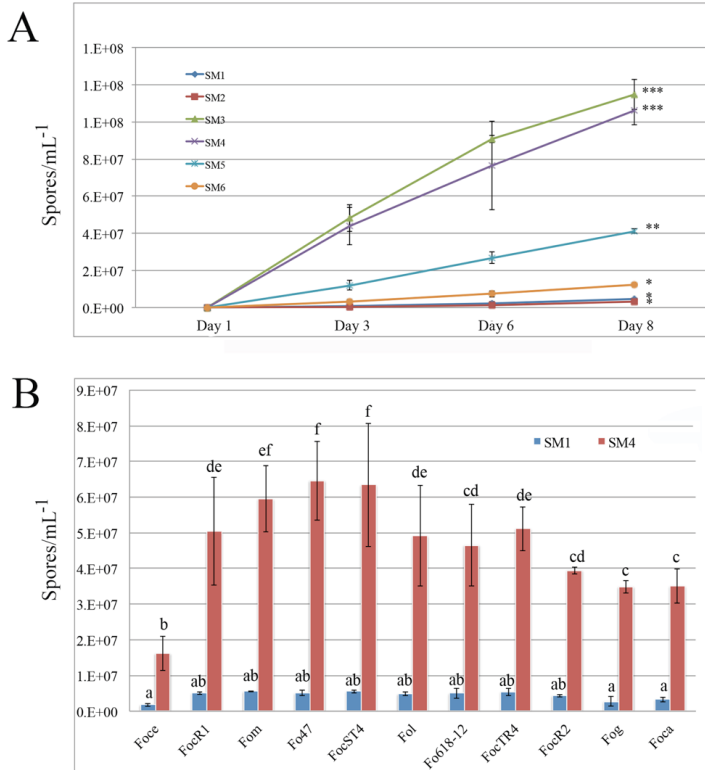 A
Spores/mL-1
1.E+08
1.E+08
1.E+08
8.E+07
6.E+07
4.E+07
2.E+07
0.E+00
SM1
SM2
SM3
SM4
SM5
SM6
***
***
**
*
*
*
Day 1 Day 3 Day 6 Day 8
B
Spores/mL-1
9.E+07
8.E+07
7.E+07
6.E+07
5.E+07
4.E+07
3.E+07
2.E+07
1.E+07
0.E+00
SM1 SM4
b de ef f f de cd de cd c c
a ab ab ab ab ab ab ab ab a a
Foce FocR1 Fom Fo47 FocST4 Fol Fo618-12 FocTR4 FocR2 Fog Foca